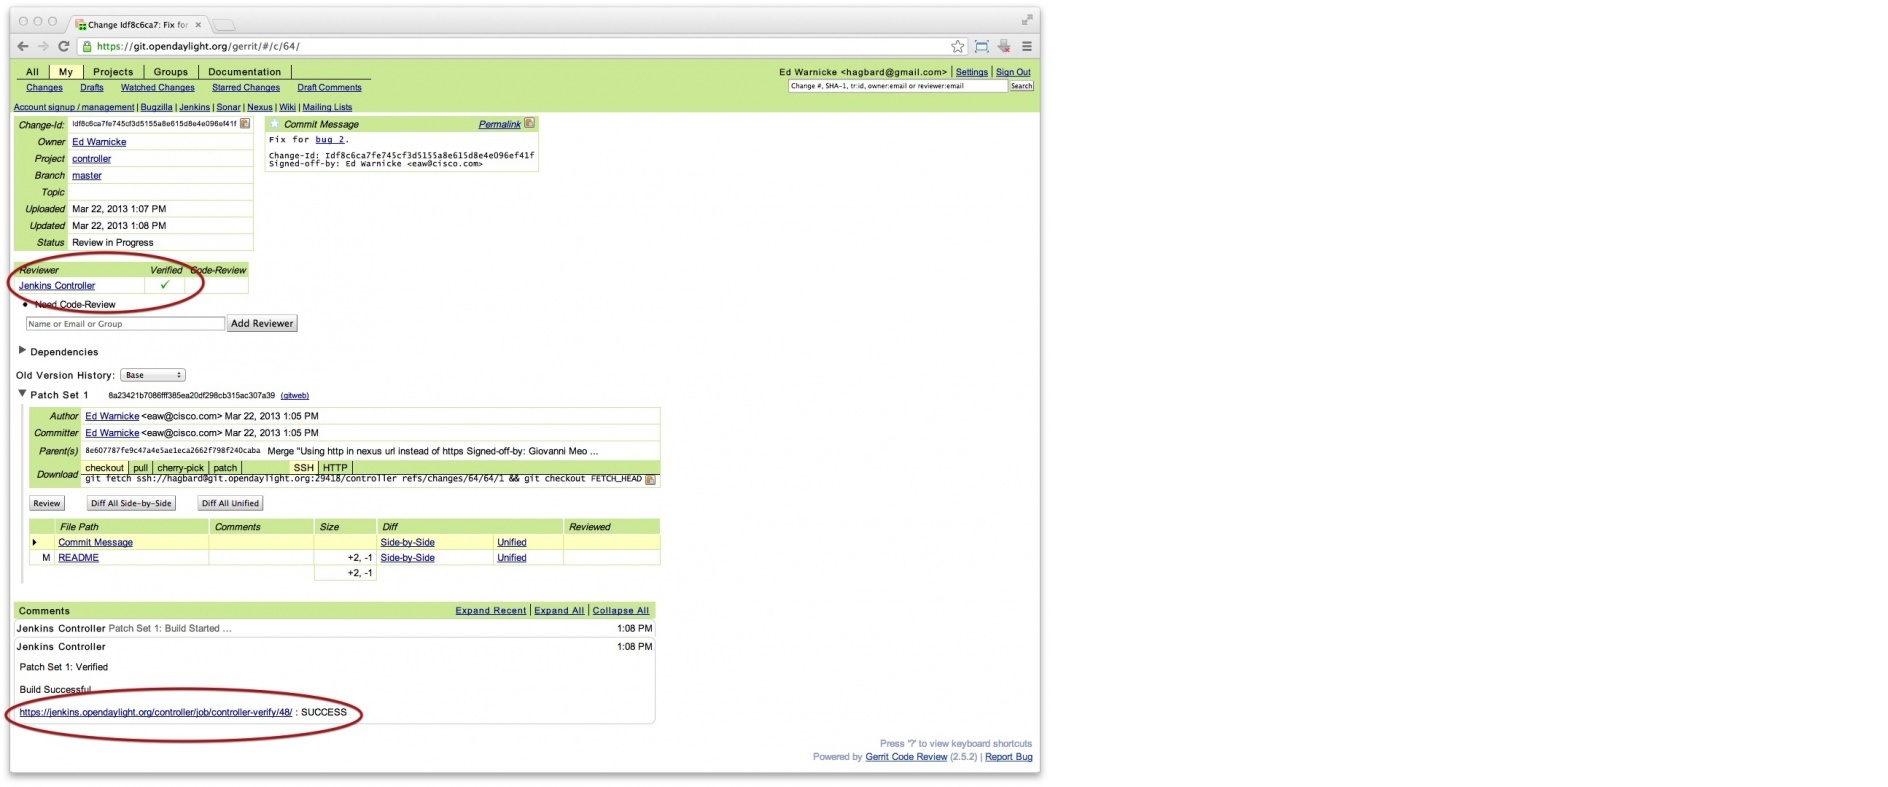 Change Idf8c6ca7: Fix for
https://git.opendaylight.org/gerrit/#/c/64/
All My Projects Groups Documentation
Ed Warnicke <hagbard@gmail.com> Settings Sign Out
Changes Drafts Watched Changes Starred Changes Draft Comments
Change #, SHA-1, tr:id, owner:email or reviewer:email Search
Account signup / management | Bugzilla | Jenkins | Sonar | Nexus | Wiki | Mailing Lists
Change-Id: Idf8c6ca7fe745cf3d5155a8e615d8e4e096ef41f
Owner Ed Warnicke
Project controller
Branch master
Topic
Uploaded Mar 22, 2013 1:07 PM
Updated Mar 22, 2013 1:08 PM
Status Review in Progress
Commit Message Permalink
Fix for bug 2.
Change-Id: Idf8c6ca7fe745cf3d5155a8e615d8e4e096ef41f
Signed-off-by: Ed Warnicke <eaw@cisco.com>
Reviewer Verified Code-Review
Jenkins Controller ✓
• Need Code-Review
Name or Email or Group Add Reviewer
Dependencies
Old Version History: Base
Patch Set 1 8a23421b7086fff385ea20df298cb315ac307a39 (gitweb)
Author Ed Warnicke <eaw@cisco.com> Mar 22, 2013 1:05 PM
Committer Ed Warnicke <eaw@cisco.com> Mar 22, 2013 1:05 PM
Parent(s) 8e607787fe9c47a4e5ae1eca2662f798f240caba Merge "Using http in nexus url instead of https Signed-off-by: Giovanni Meo ...
Download checkout pull cherry-pick patch SSH HTTP
git fetch ssh://hagbard@git.opendaylight.org:29418/controller refs/changes/64/64/1 && git checkout FETCH_HEAD
Review Diff All Side-by-Side Diff All Unified
File Path Comments Size Diff Reviewed
Commit Message Side-by-Side Unified
M README +2, -1 Side-by-Side Unified
+2, -1
Comments Expand Recent Expand All Collapse All
Jenkins Controller Patch Set 1: Build Started ... 1:08 PM
Jenkins Controller 1:08 PM
Patch Set 1: Verified
Build Successful
https://jenkins.opendaylight.org/controller/job/controller-verify/48/ : SUCCESS
Press '?' to view keyboard shortcuts
Powered by Gerrit Code Review (2.5.2) | Report Bug